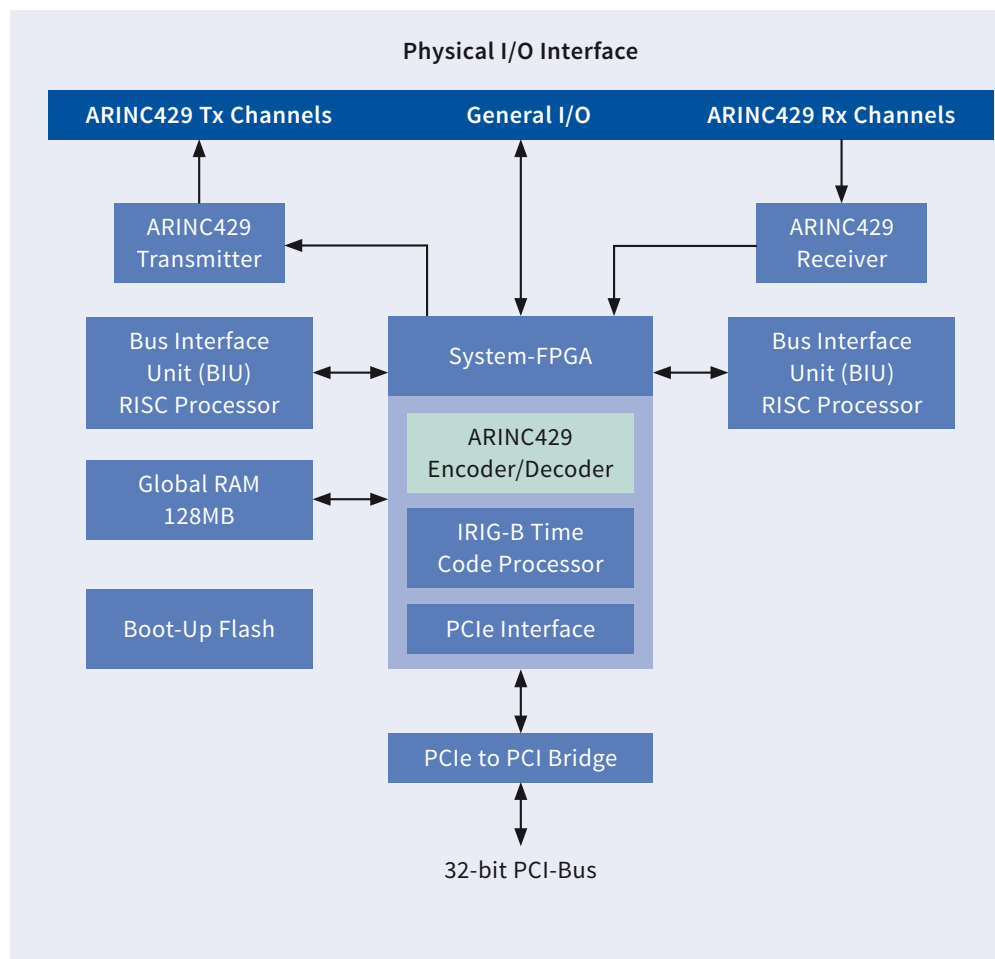 Physical I/O Interface
ARINC429 Tx Channels
General I/O
ARINC429 Rx Channels
ARINC429
Transmitter
ARINC429
Receiver
Bus Interface
Unit (BIU)
RISC Processor
System-FPGA
Bus Interface
Unit (BIU)
RISC Processor
ARINC429
Encoder/Decoder
Global RAM
128MB
IRIG-B Time
Code Processor
Boot-Up Flash
PCIe Interface
PCIe to PCI Bridge
32-bit PCI-Bus